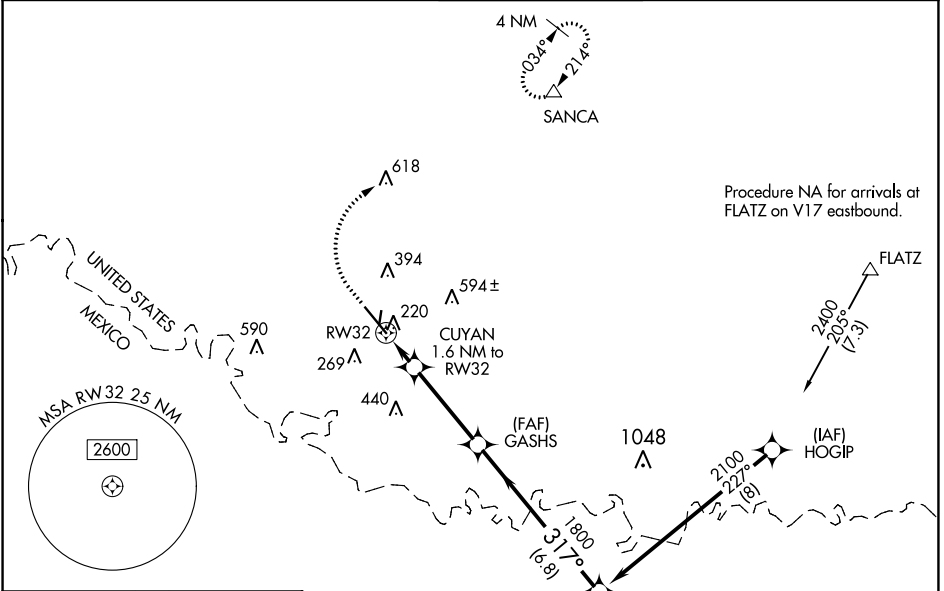 4 NM
034°
214°
SANCA
618
Procedure NA for arrivals at
FLATZ on V17 eastbound.
FLATZ
2400
205°
(7.3)
394
594±
220
UNITED STATES
MEXICO
590
RW32
CUYAN
1.6 NM to
RW32
269
440
MSA RW32 25 NM
2600
(FAF)
GASHS
1048
(IAF)
HOGIP
2100
227°
(8)
1800
317°
(6.8)